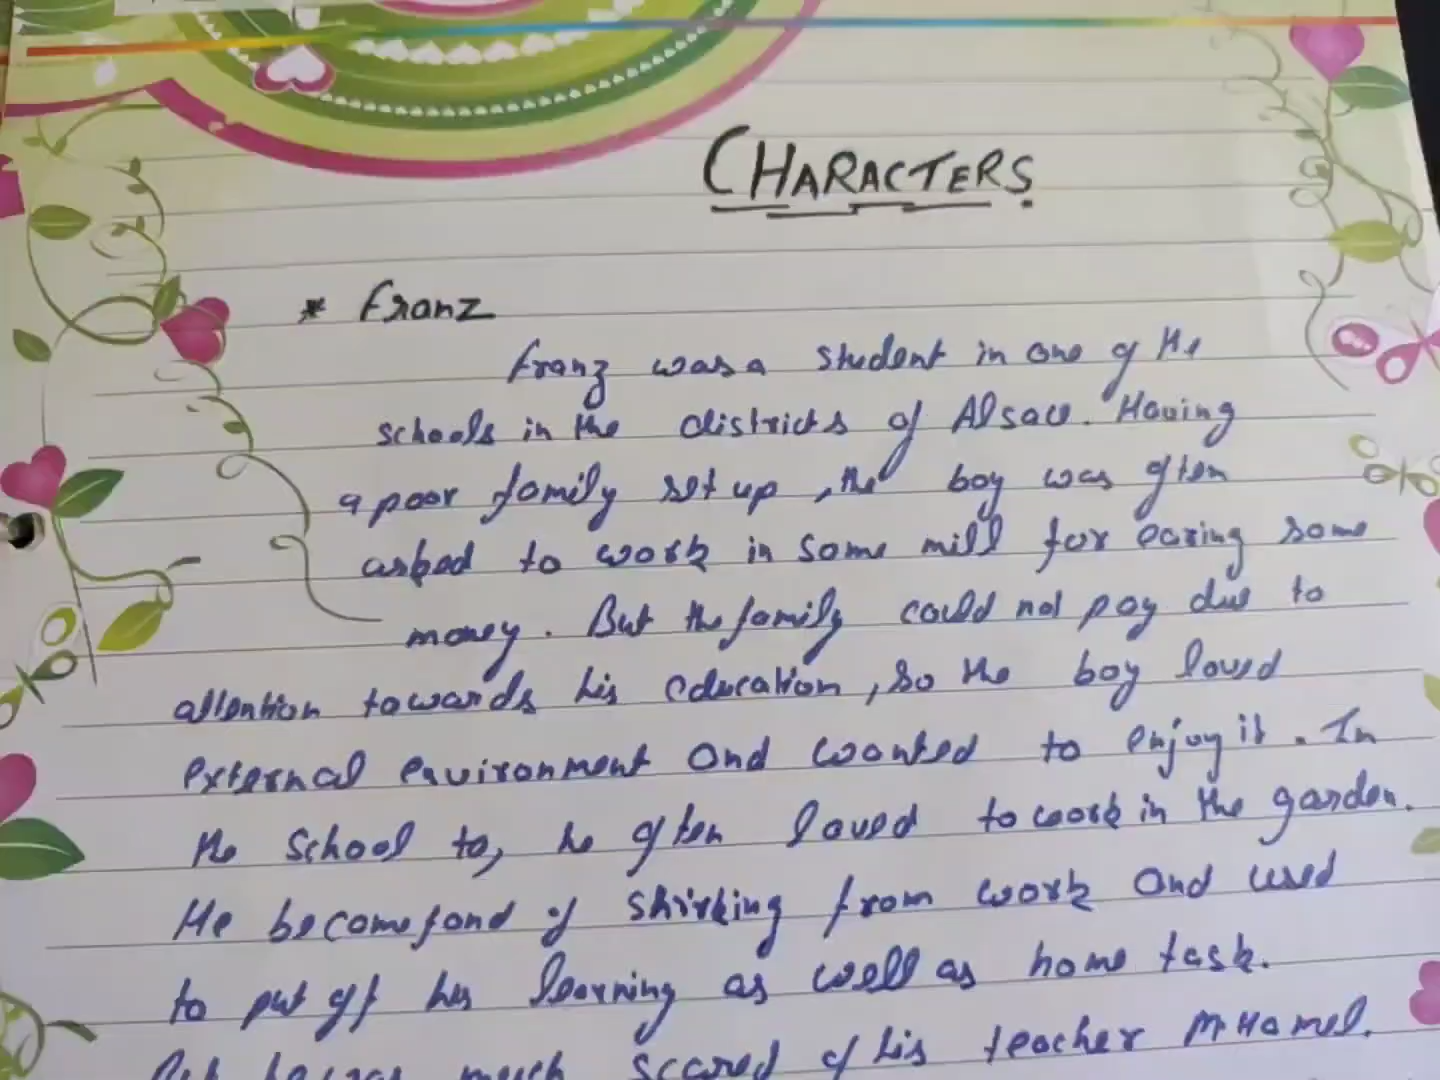 CHARACTERS
* Franz
Franz was a student in one of the
schools in the districts of Alsace. Having
a poor family set up, the boy was often
asked to work in some mill for earing some
money. But the family could not pay due to
attention towards his education, so the boy loved
external environment and wanted to enjoy it. In
the school to, he often loved to work in the garden.
He become fond of shirking from work and used
to put off his learning as well as home task.
much scared of his teacher M. Hamel.